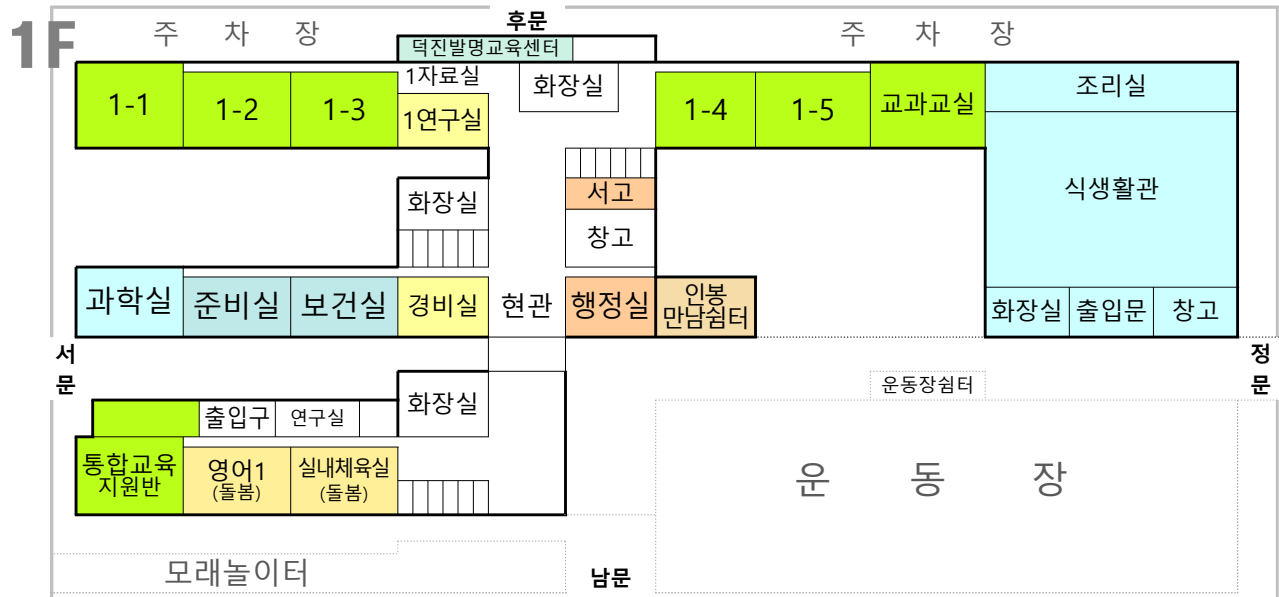 1F
주 차 장
후문
주 차 장
덕진발명교육센터
1-1
1-2
1-3
1자료실
1연구실
화장실
1-4
1-5
교과교실
조리실
식생활관
화장실
서고
창고
과학실
준비실
보건실
경비실
현관
행정실
인봉
만남쉼터
화장실
출입문
창고
서
문
정
문
운동장쉼터
출입구
연구실
화장실
통합교육
지원반
영어1
(돌봄)
실내체육실
(돌봄)
운 동 장
모래놀이터
남문